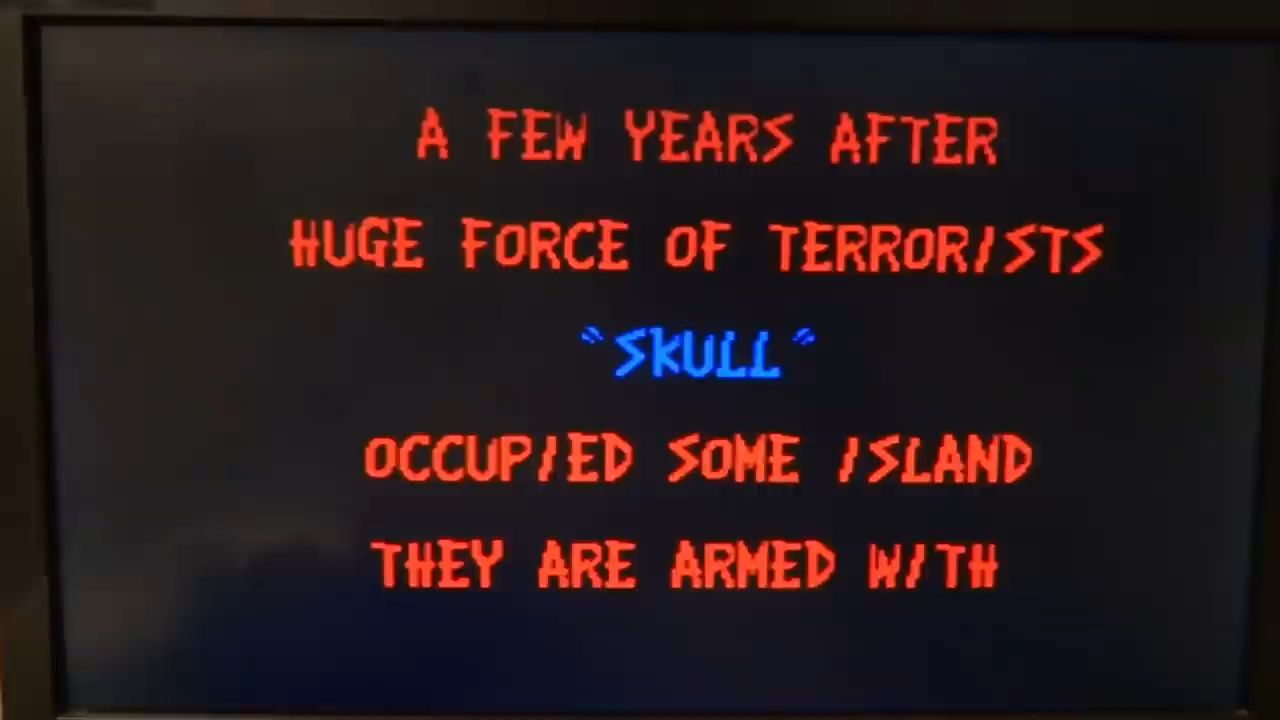 A FEW YEARS AFTER
HUGE FORCE OF TERRORISTS
"SKULL"
OCCUPIED SOME ISLAND
THEY ARE ARMED WITH